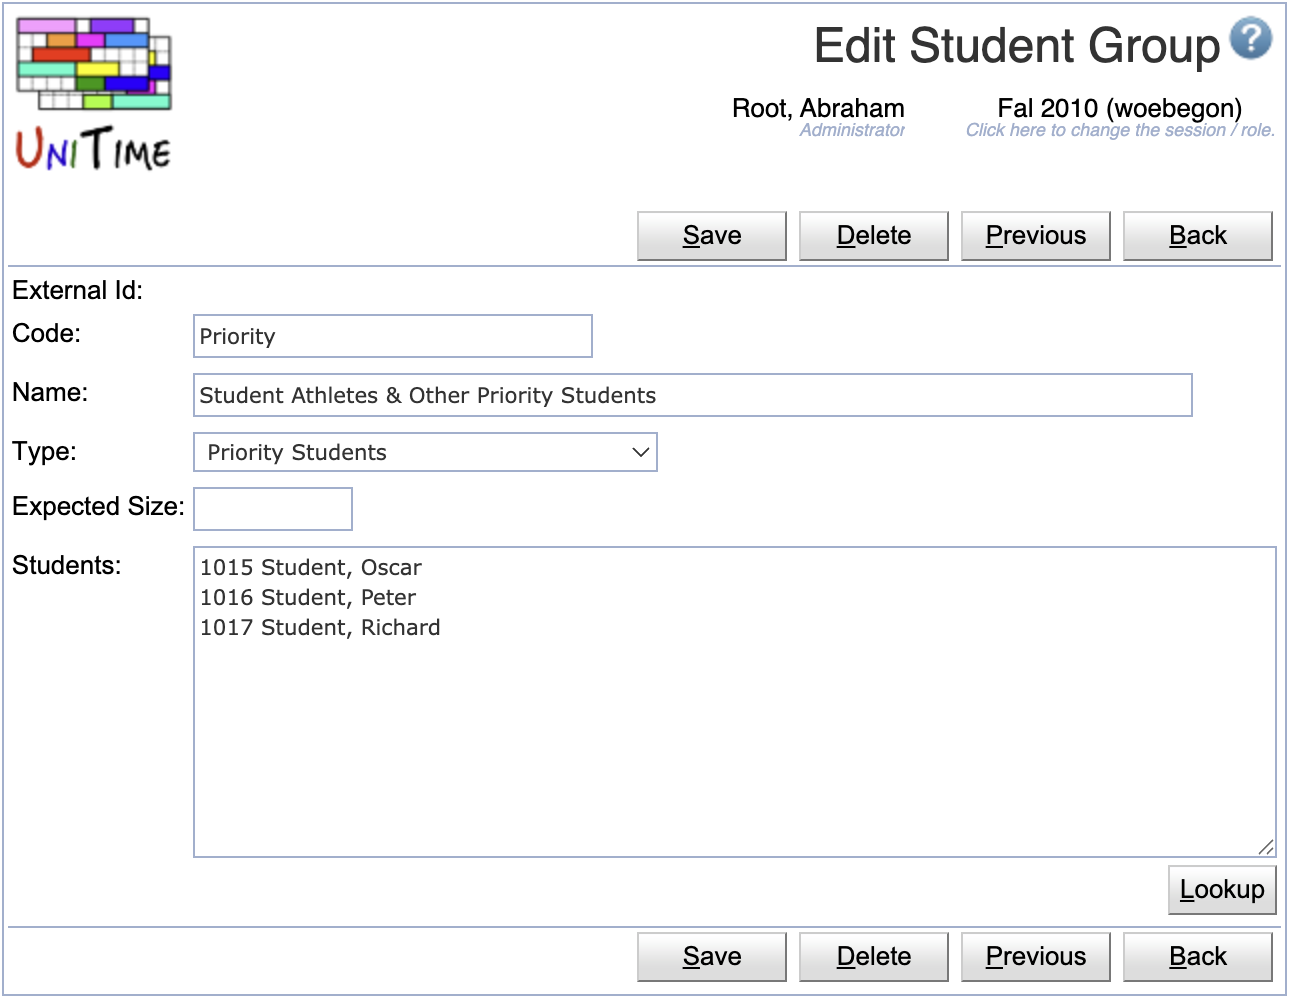 UNITIME
Edit Student Group ?
Root, Abraham
Administrator
Fal 2010 (woebegon)
Click here to change the session / role.
Save Delete Previous Back
External Id:
Code: Priority
Name: Student Athletes & Other Priority Students
Type: Priority Students
Expected Size:
Students: 1015 Student, Oscar
1016 Student, Peter
1017 Student, Richard
Lookup
Save Delete Previous Back